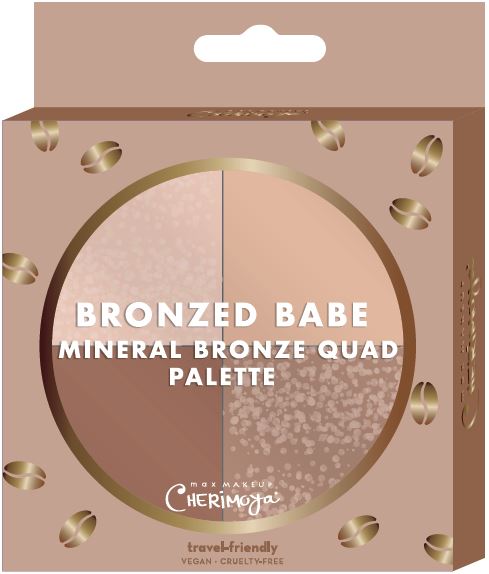 BRONZED BABE
MINERAL BRONZE QUAD
PALETTE
max MAKEUP
CHERIMOYA
travel-friendly
VEGAN · CRUELTY-FREE